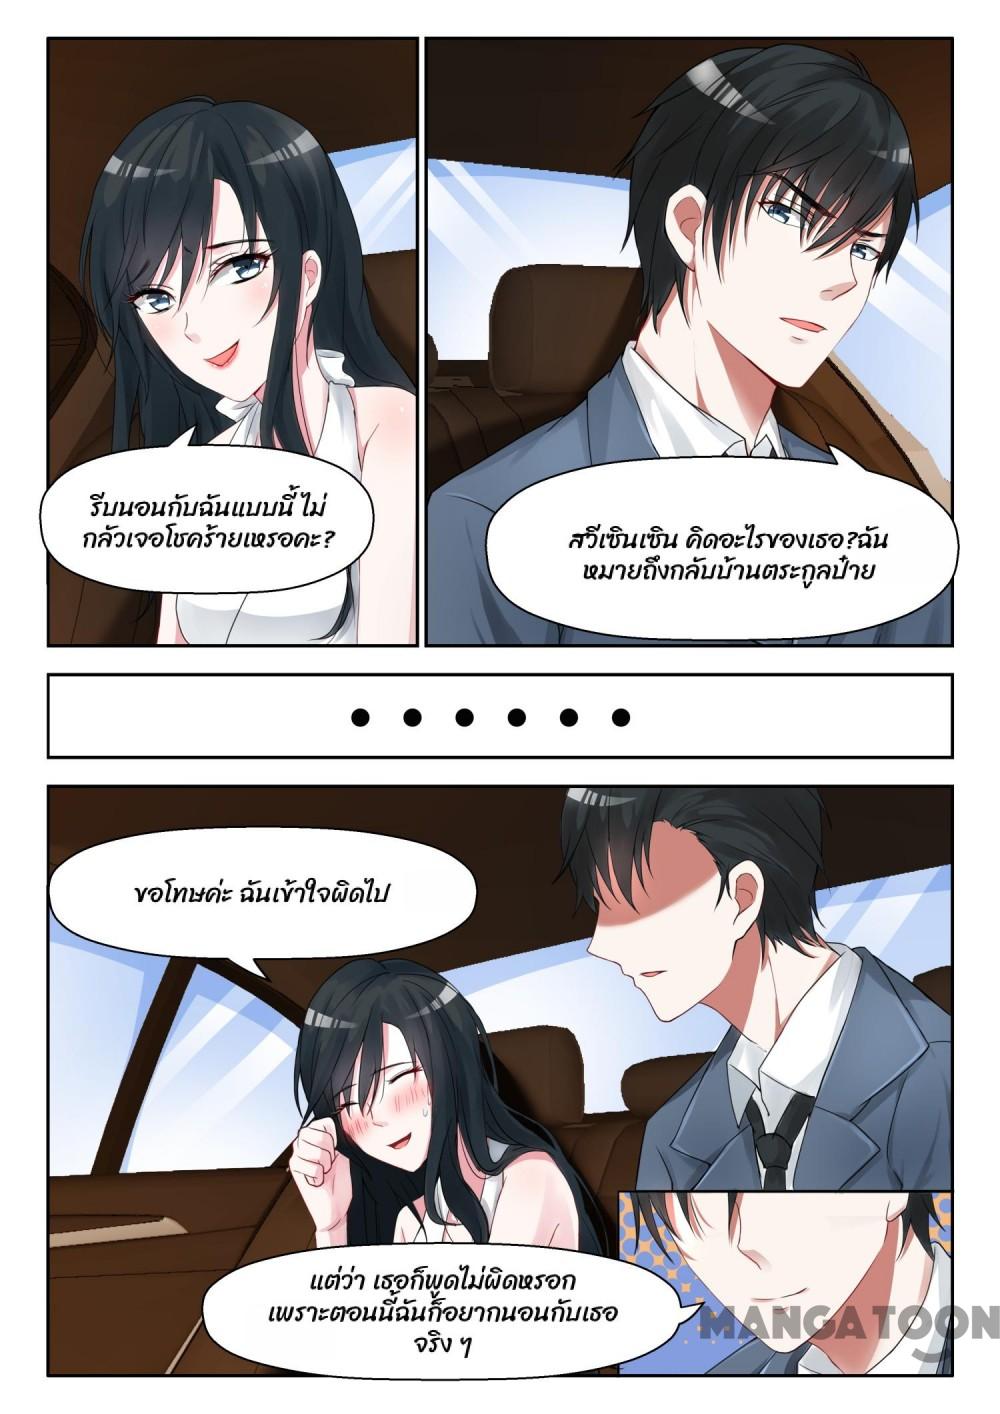 รีบนอนกับฉันแบบนี้ ไม่
กลัวเจอโชคร้ายเหรอคะ?
สวีเซินเซิน คิดอะไรของเธอ?ฉัน
หมายถึงกลับบ้านตระกูลป๋าย
● ● ● ● ● ●
ขอโทษค่ะ ฉันเข้าใจผิดไป
แต่ว่า เธอก็พูดไม่ผิดหรอก
เพราะตอนนี้ฉันก็อยากนอนกับเธอ
จริง ๆ
MANGATOON